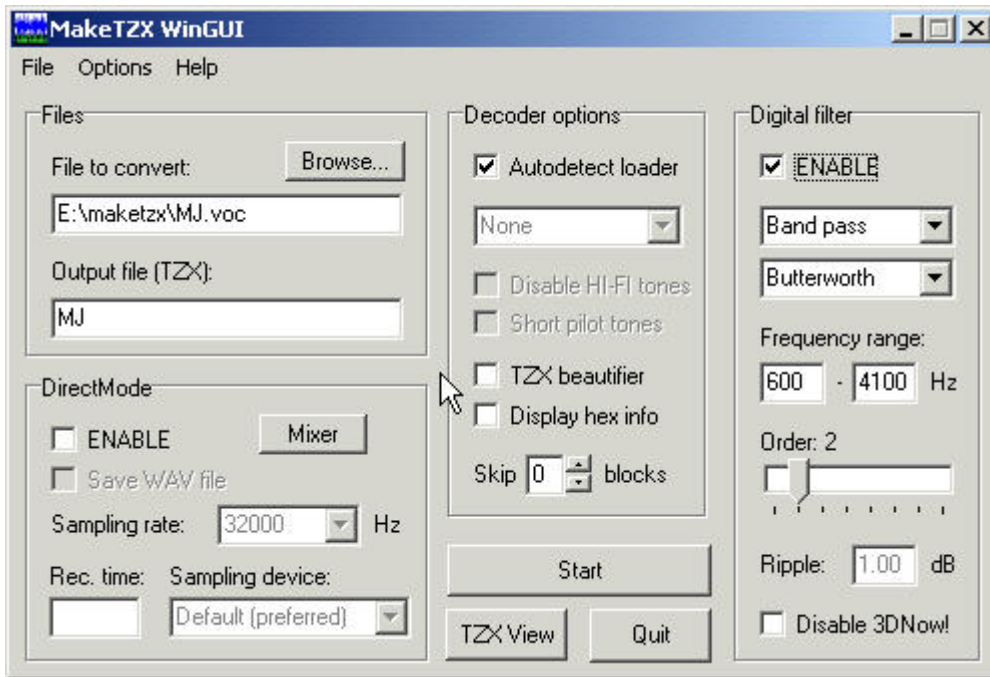 MakeTZX WinGUI
File Options Help
Files
File to convert:
Browse...
E:\maketzx\MJ.voc
Output file (TZX):
MJ
DirectMode
ENABLE
Mixer
Save WAV file
Sampling rate: 32000 Hz
Rec. time: Sampling device:
Default (preferred)
Decoder options
Autodetect loader
None
Disable HI-FI tones
Short pilot tones
TZX beautifier
Display hex info
Skip 0 blocks
Start
TZX View
Quit
Digital filter
ENABLE
Band pass
Butterworth
Frequency range:
600 - 4100 Hz
Order: 2
Ripple: 1.00 dB
Disable 3DNow!